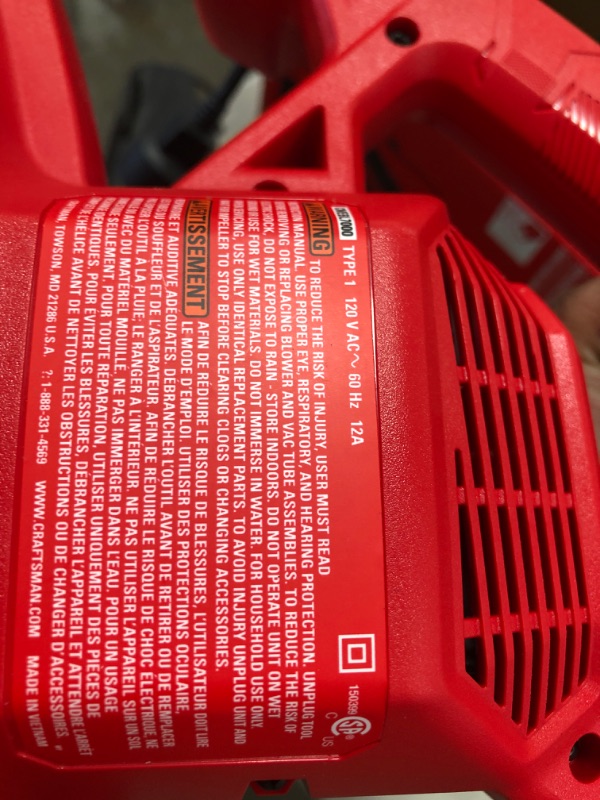 TYPE 1 120 V AC ~ 60 Hz 12A
150399
C US
TO REDUCE THE RISK OF INJURY, USER MUST READ
MANUAL. USE PROPER EYE, RESPIRATORY, AND HEARING PROTECTION. UNPLUG TOOL
OR REPLACING BLOWER AND VAC TUBE ASSEMBLIES. TO REDUCE THE RISK OF
DO NOT EXPOSE TO RAIN - STORE INDOORS. DO NOT OPERATE UNIT ON WET
FOR WET MATERIALS. DO NOT IMMERSE IN WATER. FOR HOUSEHOLD USE ONLY.
USE ONLY IDENTICAL REPLACEMENT PARTS. TO AVOID INJURY UNPLUG UNIT AND
IMPELLER TO STOP BEFORE CLEARING CLOGS OR CHANGING ACCESSORIES.
AFIN DE RÉDUIRE LE RISQUE DE BLESSURES, L'UTILISATEUR DOIT LIRE
LE MODE D'EMPLOI. UTILISER DES PROTECTIONS OCULAIRE,
ET AUDITIVE ADÉQUATES. DÉBRANCHER L'OUTIL AVANT DE RETIRER OU DE REMPLACER
SOUFFLEUR ET DE L'ASPIRATEUR. AFIN DE RÉDUIRE LE RISQUE DE CHOC ÉLECTRIQUE, NE
L'OUTIL À LA PLUIE, LE RANGER À L'INTÉRIEUR. NE PAS UTILISER L'APPAREIL SUR UN SOL
AVEC DU MATÉRIEL MOUILLÉ, NE PAS IMMERGER DANS L'EAU. POUR UN USAGE
SEULEMENT. POUR TOUTE RÉPARATION, UTILISER UNIQUEMENT DES PIÈCES DE
IDENTIQUES. POUR ÉVITER LES BLESSURES, DÉBRANCHER L'APPAREIL ET ATTENDRE L'ARRÊT
L'HÉLICE AVANT DE NETTOYER LES OBSTRUCTIONS OU DE CHANGER D'ACCESSOIRES
TOWSON, MD 21286 U.S.A. ?: 1-888-331-4569 WWW.CRAFTSMAN.COM MADE IN VIETNAM